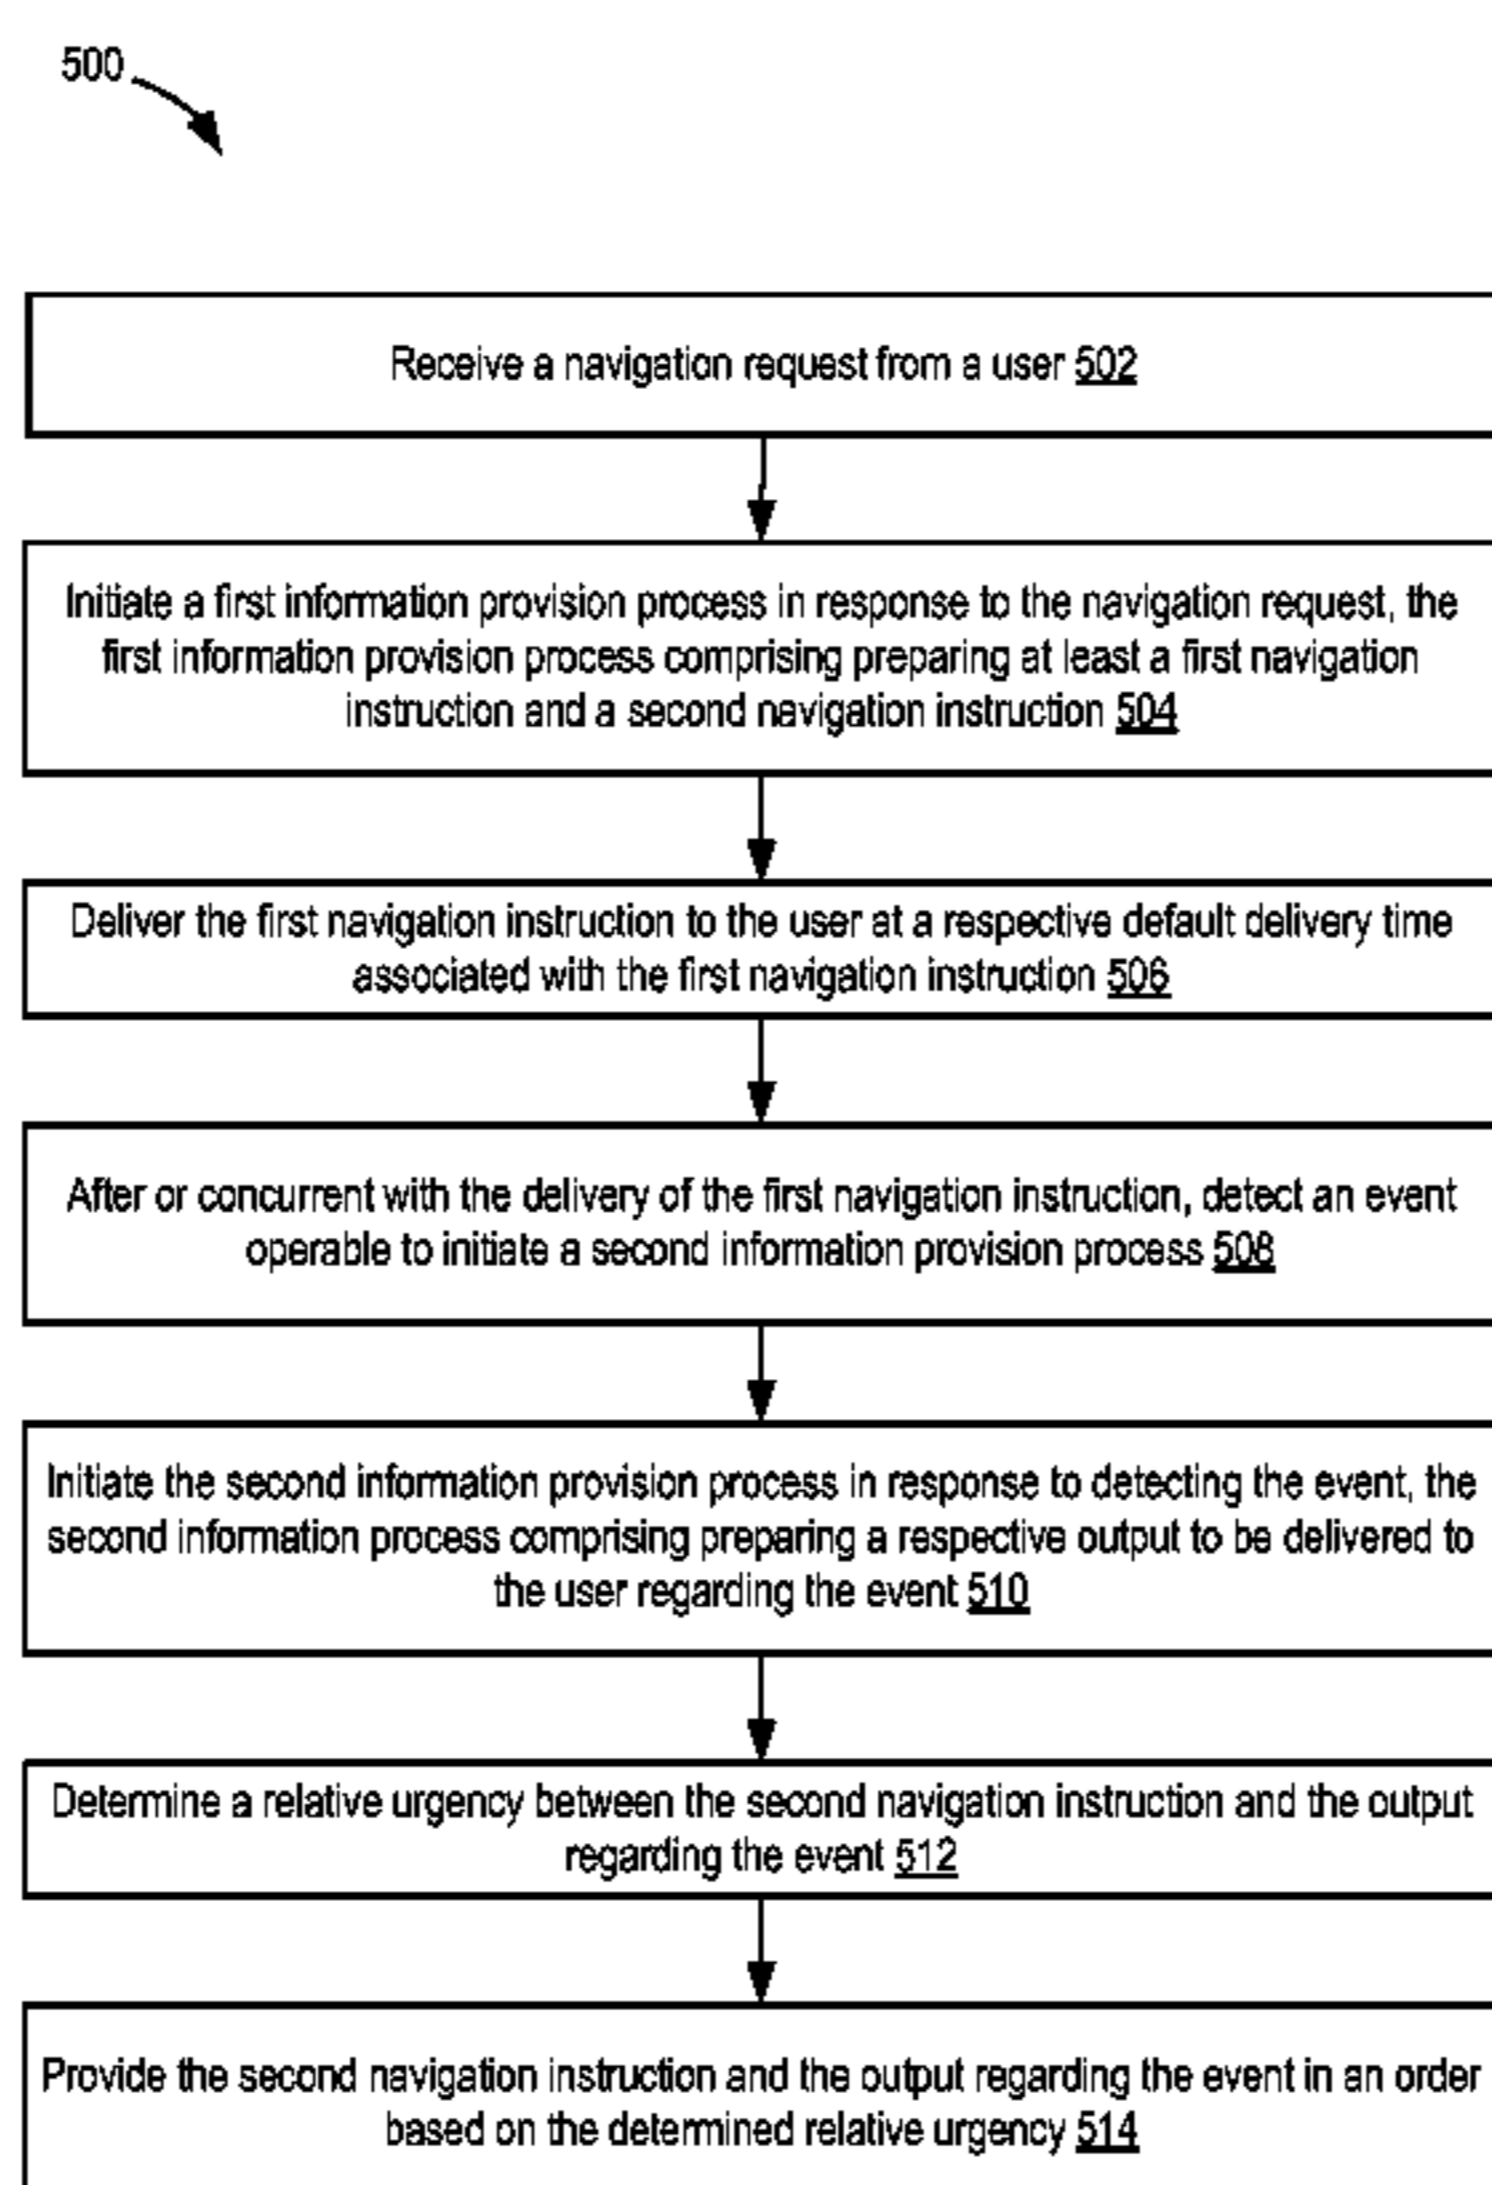 500
Receive a navigation request from a user 502
Initiate a first information provision process in response to the navigation request, the
first information provision process comprising preparing at least a first navigation
instruction and a second navigation instruction 504
Deliver the first navigation instruction to the user at a respective default delivery time
associated with the first navigation instruction 506
After or concurrent with the delivery of the first navigation instruction, detect an event
operable to initiate a second information provision process 508
Initiate the second information provision process in response to detecting the event, the
second information process comprising preparing a respective output to be delivered to
the user regarding the event 510
Determine a relative urgency between the second navigation instruction and the output
regarding the event 512
Provide the second navigation instruction and the output regarding the event in an order
based on the determined relative urgency 514